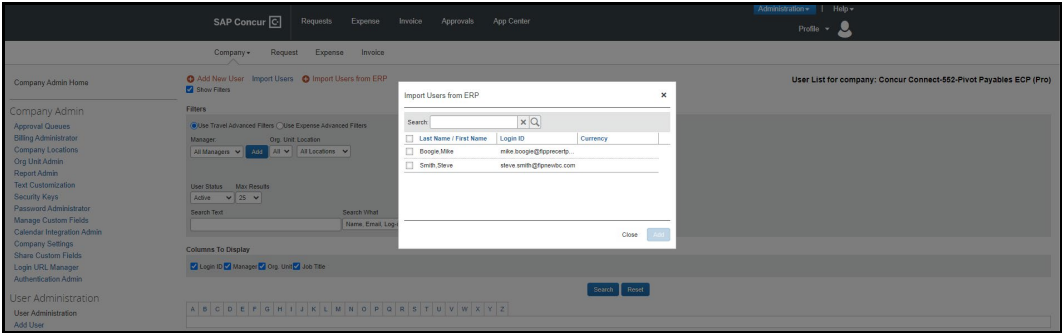 Administration | Help
SAP Concur C Requests Expense Invoice Approvals App Center
Profile
Company Request Expense Invoice
Company Admin Home
Add New User Import Users Import Users from ERP
User List for company: Concur Connect-552-Pivot Payables ECP (Pro)
Show Filters
Company Admin
Approval Queues
Billing Administrator
Company Locations
Org Unit Admin
Report Admin
Text Customization
Security Keys
Password Administrator
Manage Custom Fields
Calendar Integration Admin
Company Settings
Share Custom Fields
Login URL Manager
Authentication Admin
User Administration
User Administration
Add User
Filters
Use Travel Advanced Filters Use Expense Advanced Filters
Manager: Org. Unit Location
All Managers Add All All Locations
User Status Max Results
Active 25
Search Text Search What
Name, Email, Log-
Columns To Display
Login ID Manager Org. Unit Job Title
Search Reset
A B C D E F G H I J K L M N O P Q R S T U V W X Y Z
Import Users from ERP ×
Search:
Last Name / First Name Login ID Currency
Boogie,Mike mike.boogie@fipprecertp...
Smith,Steve steve.smith@fipnewbc.com
Close Add